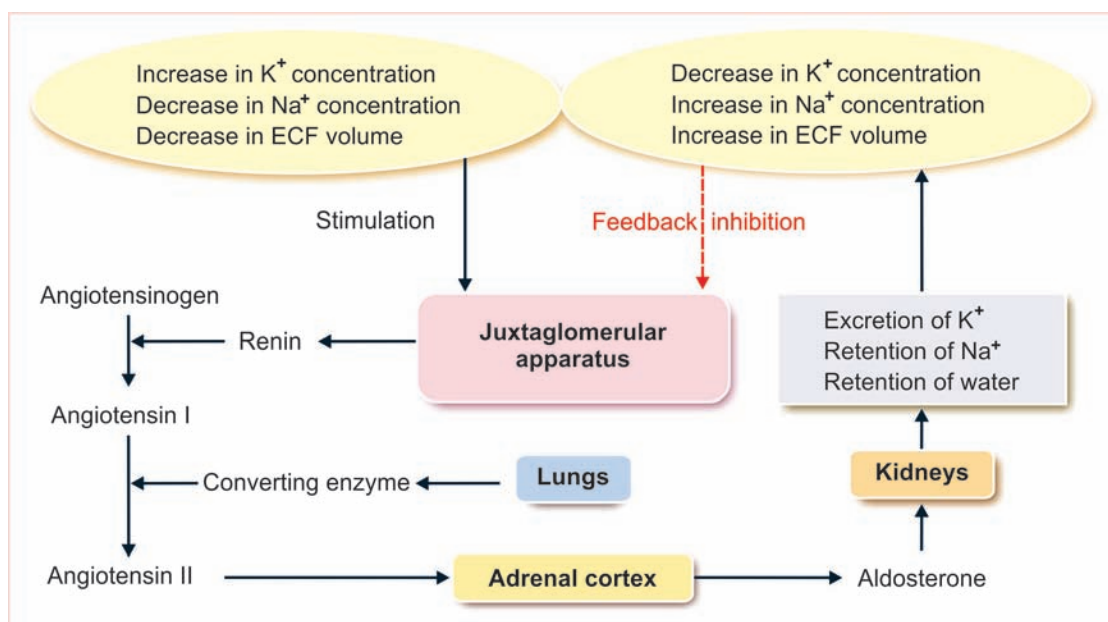 Increase in K⁺ concentration
Decrease in Na⁺ concentration
Decrease in ECF volume
Decrease in K⁺ concentration
Increase in Na⁺ concentration
Increase in ECF volume
Stimulation
Feedback inhibition
Angiotensinogen
Renin
Juxtaglomerular
apparatus
Excretion of K⁺
Retention of Na⁺
Retention of water
Angiotensin I
Converting enzyme
Lungs
Kidneys
Angiotensin II
Adrenal cortex
Aldosterone